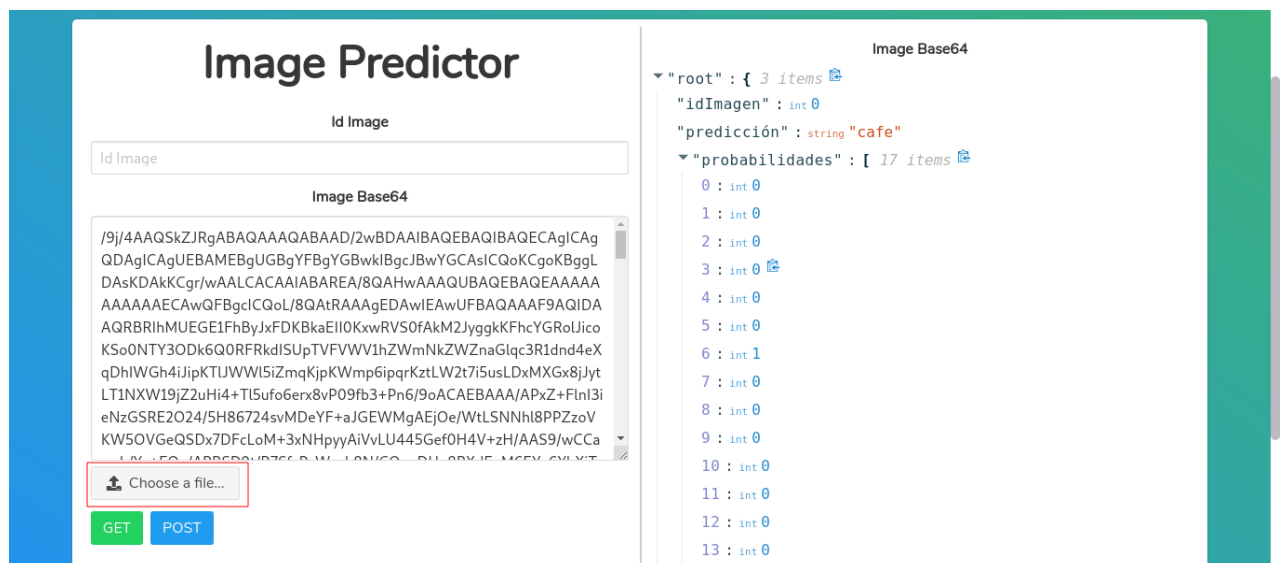 Image Predictor
Id Image
Id Image
Image Base64
/9j/4AAQSkZJRgABAQAAAQABAAD/2wBDAAIBAQEBAQIBAQECAgICAg
QDAgICAgUEBAMEBgUGBgYFBgYGBwkIBgcJBwYGCAsICQoKCgoKBggL
DAsKDAkKCgr/wAALCACAAIABAREA/8QAHwAAAQUBAQEBAQEAAAAA
AAAAAAECAwQFBgcICQoL/8QAtRAAAgEDAwIEAwUFBAQAAAF9AQIDA
AQRBRIhMUEGE1FhByJxFDKBkaEII0KxwRVS0fAkM2JyggkKFhcYGRolJico
KSo0NTY3ODk6Q0RFRkdISUpTVFVWV1hZWmNkZWZnaGlqc3R1dnd4eX
qDhIWGh4iJipKTlJWWl5iZmqKjpKWmp6ipqrKztLW2t7i5usLDxMXGx8jJyt
LT1NXW19jZ2uHi4+Tl5ufo6erx8vP09fb3+Pn6/9oACAEBAAA/APxZ+FlnI3i
eNzGSRE2O24/5H86724svMDeYF+aJGEWMgAEjOe/WtLSNNhl8PPZzoV
KW5OVGeQSDx7DFcLoM+3xNHpyyAiVvLU445Gef0H4V+zH/AAS9/wCCa
Choose a file...
GET POST
Image Base64
"root" : { 3 items
"idImagen" : int 0
"predicción" : string "cafe"
"probabilidades" : [ 17 items
0 : int 0
1 : int 0
2 : int 0
3 : int 0
4 : int 0
5 : int 0
6 : int 1
7 : int 0
8 : int 0
9 : int 0
10 : int 0
11 : int 0
12 : int 0
13 : int 0